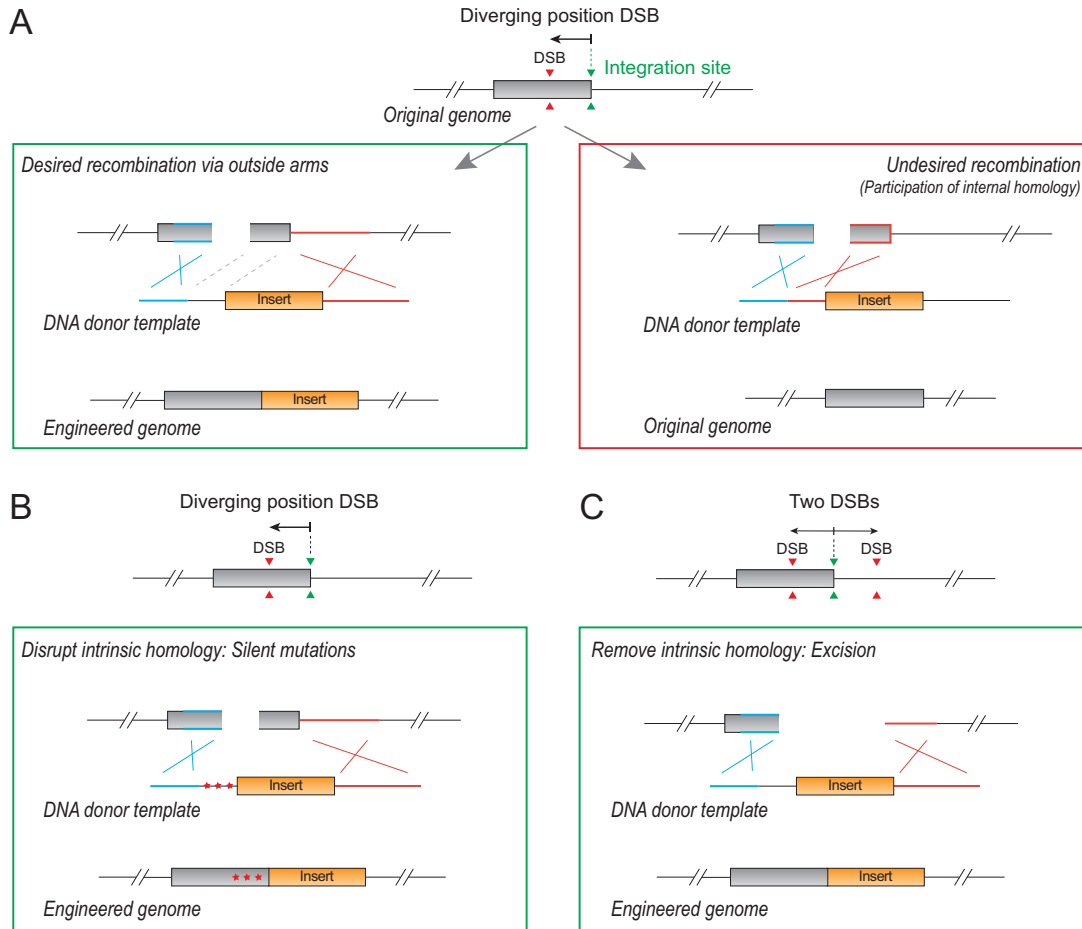 A
Diverging position DSB
DSB
Integration site
Original genome
Desired recombination via outside arms
Insert
DNA donor template
Insert
Engineered genome
Undesired recombination
(Participation of internal homology)
Insert
DNA donor template
Original genome
B
Diverging position DSB
DSB
Disrupt intrinsic homology: Silent mutations
Insert
DNA donor template
Insert
Engineered genome
C
Two DSBs
DSB DSB
Remove intrinsic homology: Excision
Insert
DNA donor template
Insert
Engineered genome